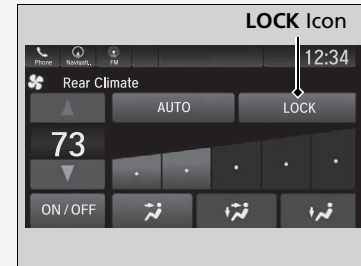 LOCK Icon
Phone Navigati.. FM 12:34
Rear Climate
AUTO LOCK
73
ON / OFF